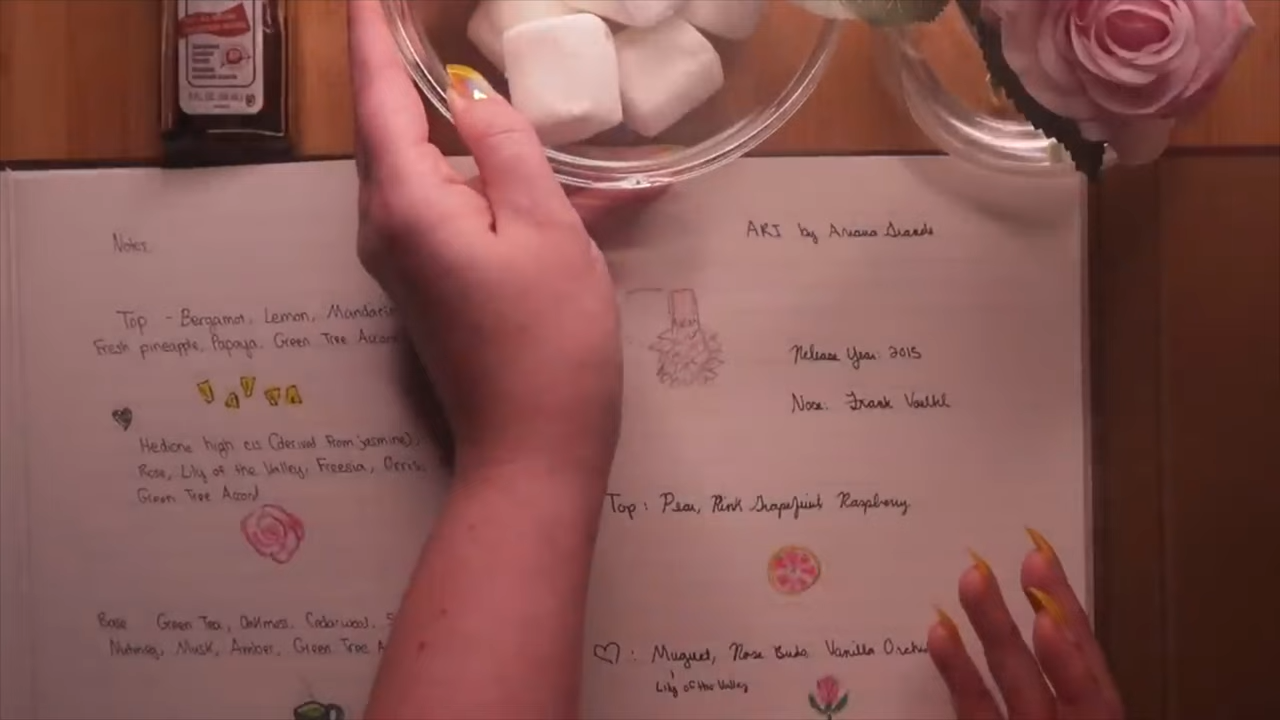 Notes
Top - Bergamot, Lemon, Mandarin
Fresh pineapple, Papaya, Green Tree Accord
Hedione high cis (derived from jasmine),
Rose, Lily of the Valley, Freesia, Orris,
Green Tree Accord
Base Green Tea, Oakmoss, Cedarwood, S
Nutmeg, Musk, Amber, Green Tree A
ARI by Ariana Grande
Release Year: 2015
Nose: Frank Voelkl
Top: Pear, Pink Grapefruit Raspberry
♡: Muguet, Rose Buds, Vanilla Orchid
Lily of the Valley